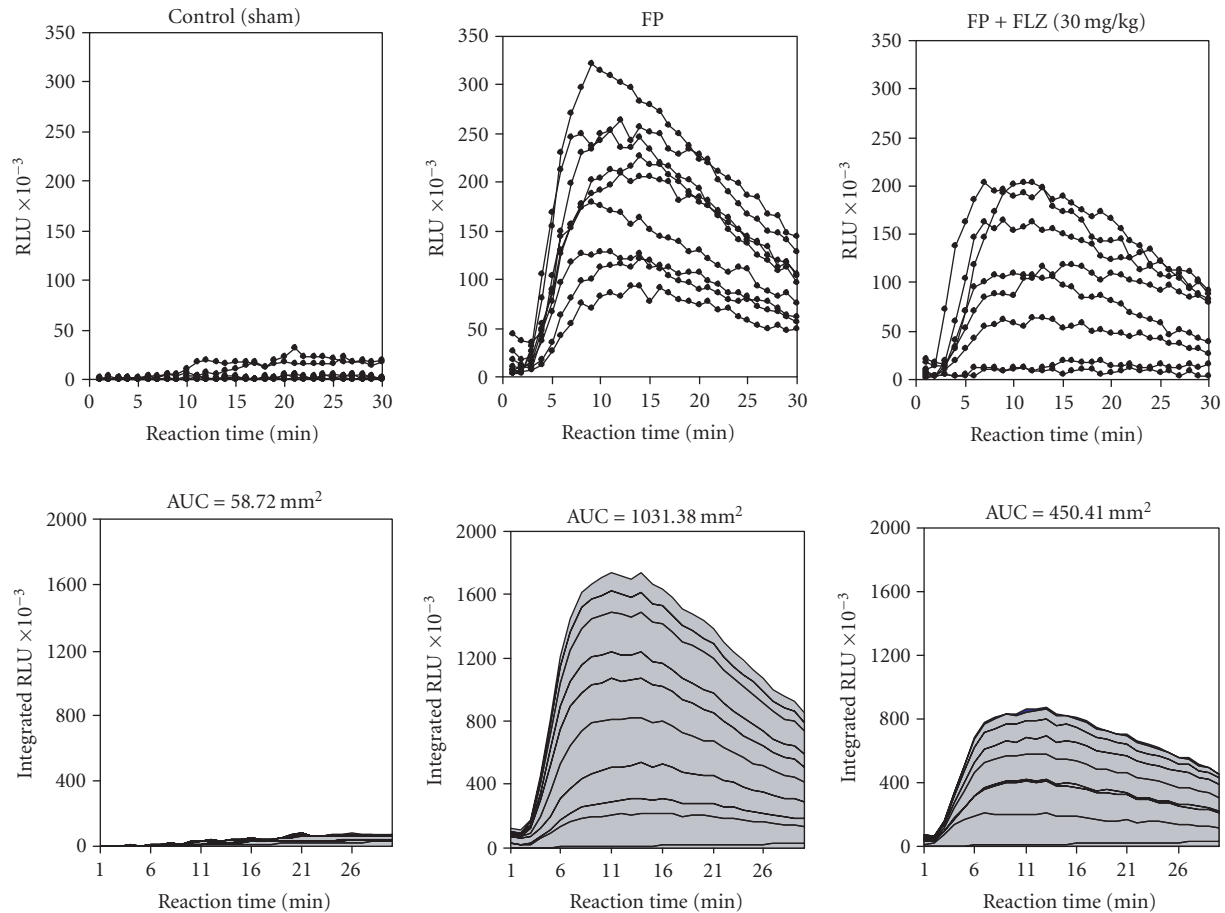 Control (sham)
350
300
250
200
150
100
50
0
RLU ×10⁻³
0 5 10 15 20 25 30
Reaction time (min)
FP
350
300
250
200
150
100
50
0
RLU ×10⁻³
0 5 10 15 20 25 30
Reaction time (min)
FP + FLZ (30 mg/kg)
350
300
250
200
150
100
50
0
RLU ×10⁻³
0 5 10 15 20 25 30
Reaction time (min)
AUC = 58.72 mm²
2000
1600
1200
800
400
0
Integrated RLU ×10⁻³
1 6 11 16 21 26
Reaction time (min)
AUC = 1031.38 mm²
2000
1600
1200
800
400
0
Integrated RLU ×10⁻³
1 6 11 16 21 26
Reaction time (min)
AUC = 450.41 mm²
2000
1600
1200
800
400
0
Integrated RLU ×10⁻³
1 6 11 16 21 26
Reaction time (min)